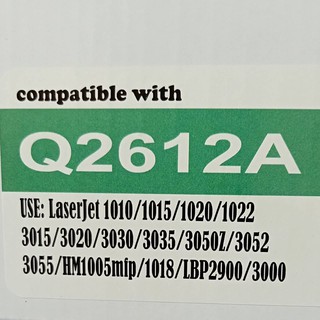 compatible with
Q2612A
USE: LaserJet 1010/1015/1020/1022
3015/3020/3030/3035/3050Z/3052
3055/HM1005mfp/1018/LBP2900/3000